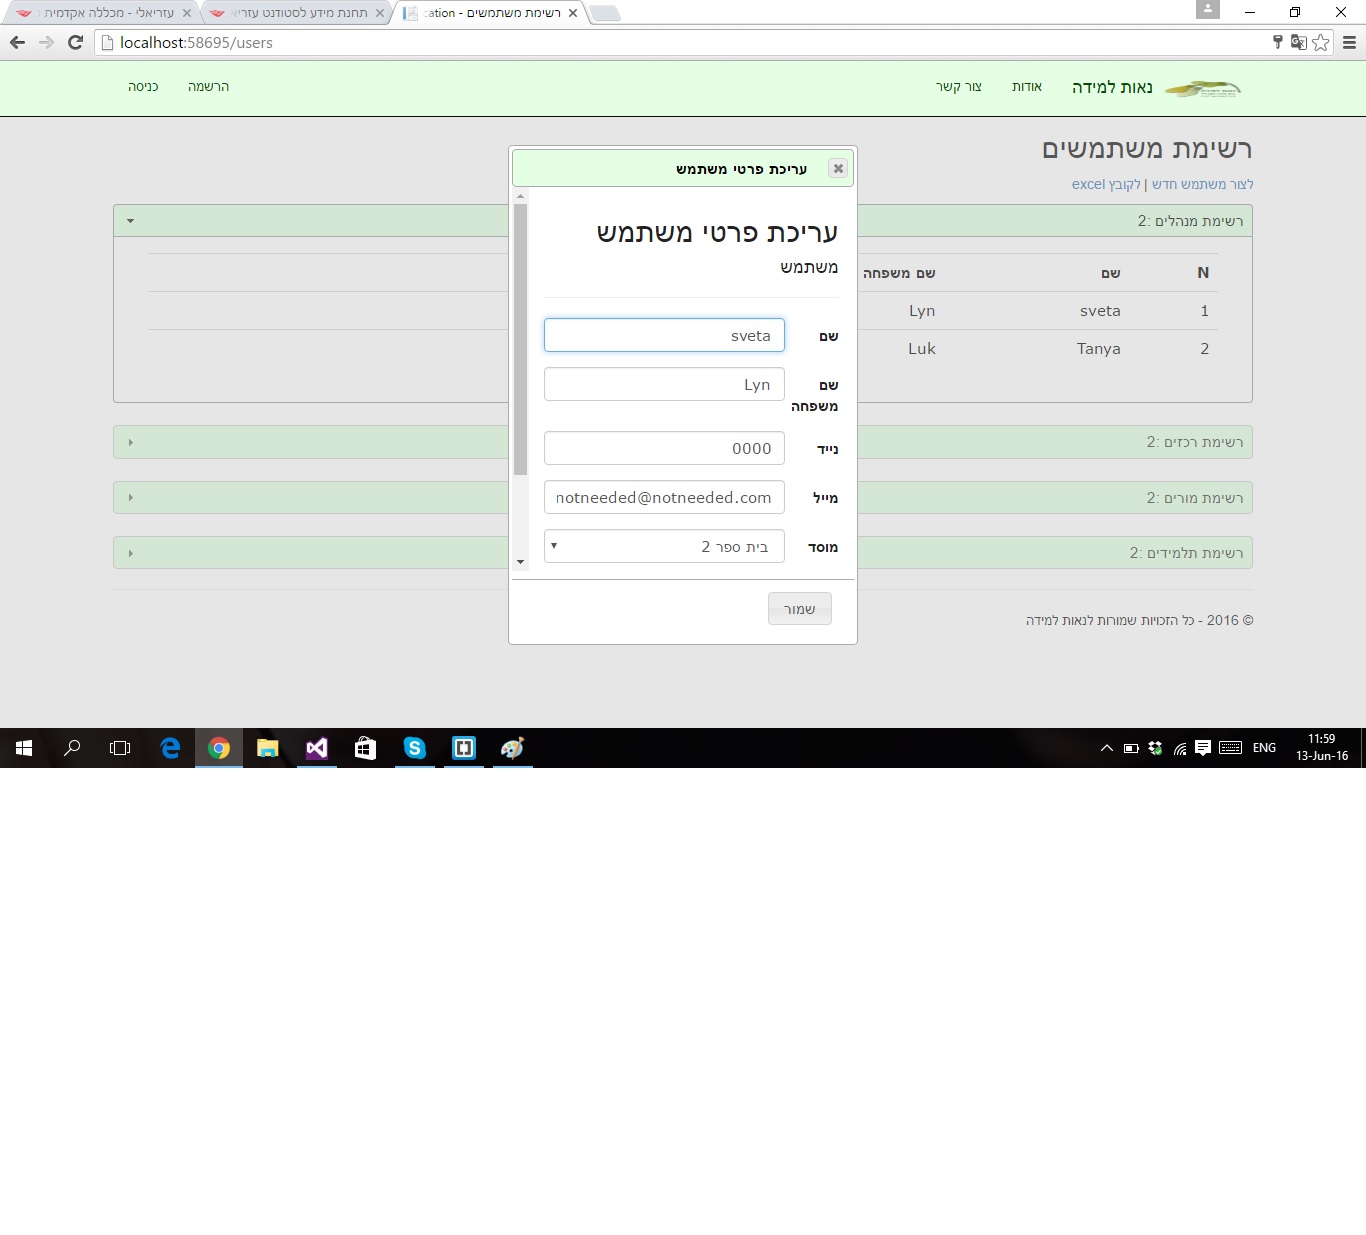 עזריאלי - מכללה אקדמית
תחנת מידע לסטודנט עזריא
רשימת משתמשים - cation
localhost:58695/users
נאות למידה
אודות
צור קשר
הרשמה
כניסה
רשימת משתמשים
לצור משתמש חדש | לקובץ excel
רשימת מנהלים :2
N שם שם משפחה
1 sveta Lyn
2 Tanya Luk
רשימת רכזים :2
רשימת מורים :2
רשימת תלמידים :2
© 2016 - כל הזכויות שמורות לנאות למידה
עריכת פרטי משתמש
עריכת פרטי משתמש
משתמש
שם sveta
שם משפחה Lyn
נייד 0000
מייל notneeded@notneeded.com
מוסד בית ספר 2
שמור
ENG
11:59
13-Jun-16